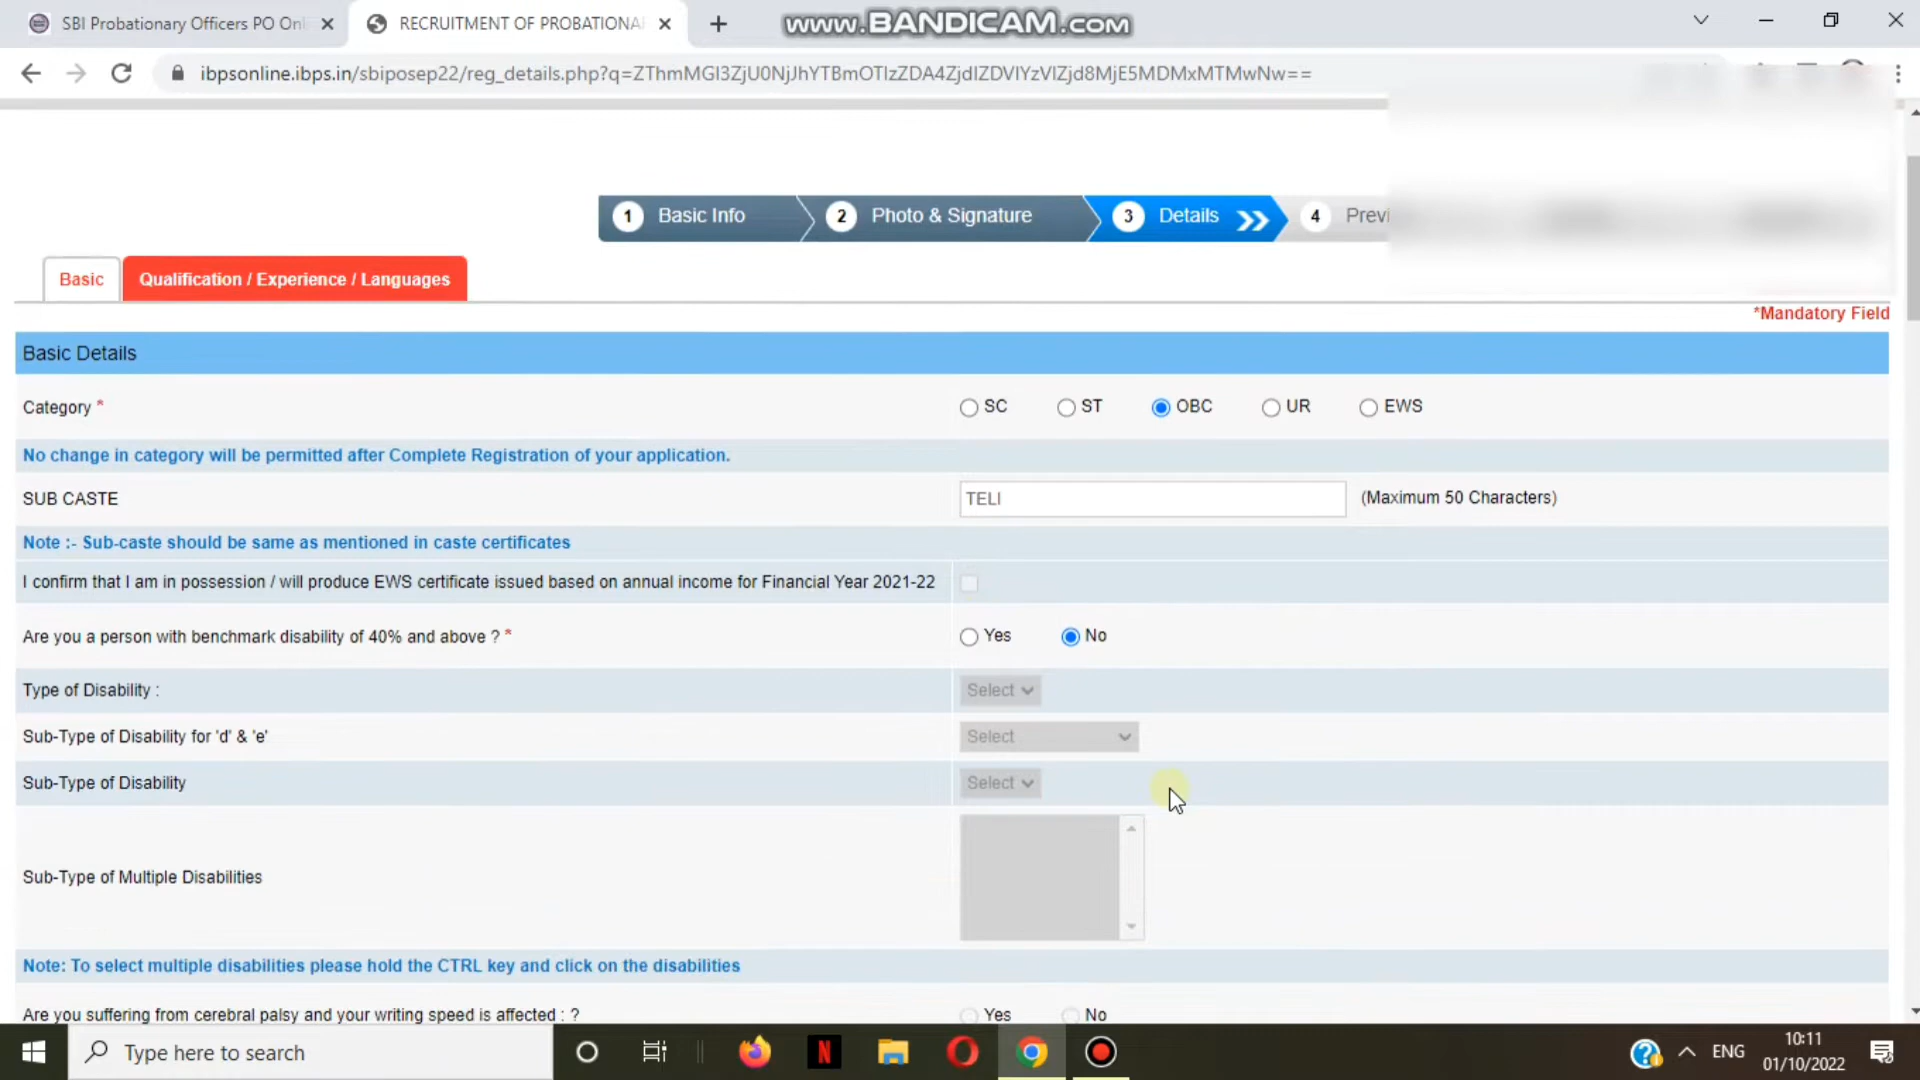 SBI Probationary Officers PO Onl
RECRUITMENT OF PROBATIONA
www.BANDICAM.com
ibpsonline.ibps.in/sbiposep22/reg_details.php?q=
1 Basic Info
2 Photo & Signature
3 Details
4 Previ
Basic
Qualification / Experience / Languages
*Mandatory Field
Basic Details
Category *
SC ST OBC UR EWS
No change in category will be permitted after Complete Registration of your application.
SUB CASTE
TELI
(Maximum 50 Characters)
Note :- Sub-caste should be same as mentioned in caste certificates
I confirm that I am in possession / will produce EWS certificate issued based on annual income for Financial Year 2021-22
Are you a person with benchmark disability of 40% and above ? *
Yes No
Type of Disability :
Select
Sub-Type of Disability for 'd' & 'e'
Select
Sub-Type of Disability
Select
Sub-Type of Multiple Disabilities
Note: To select multiple disabilities please hold the CTRL key and click on the disabilities
Are you suffering from cerebral palsy and your writing speed is affected : ?
Yes No
Type here to search
N
ENG
10:11
01/10/2022